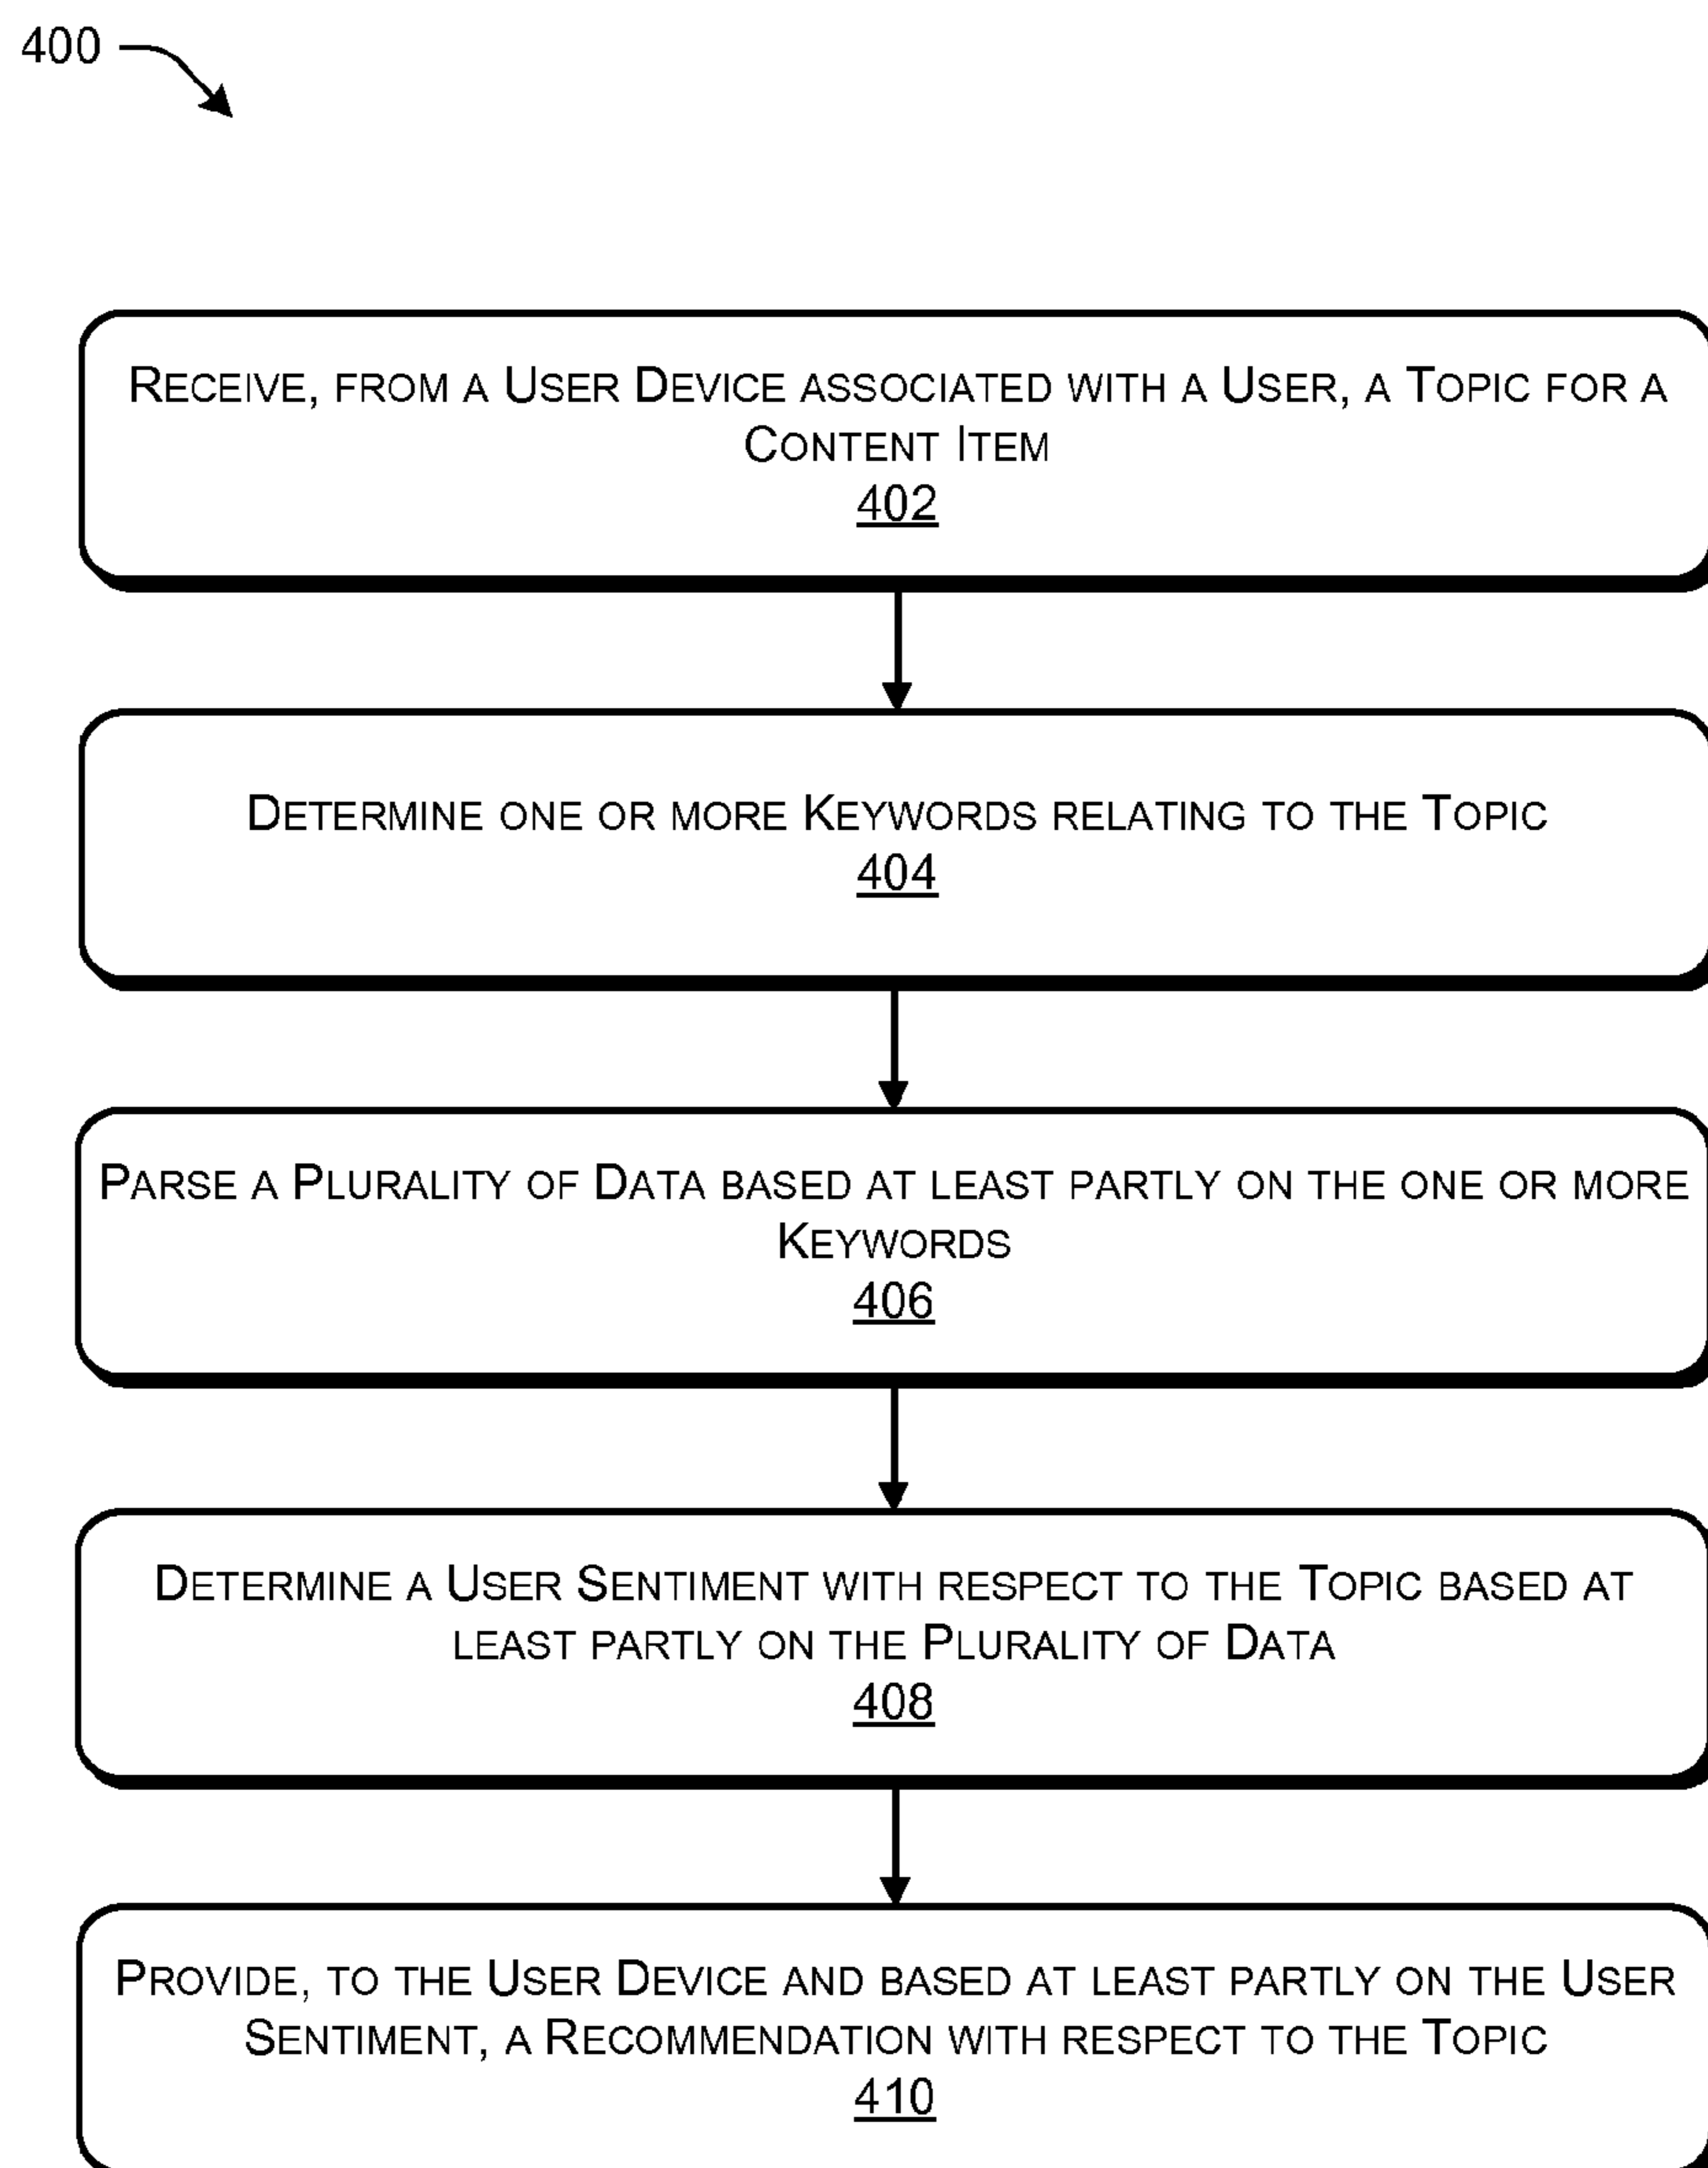 400
RECEIVE, FROM A USER DEVICE ASSOCIATED WITH A USER, A TOPIC FOR A
CONTENT ITEM
402
DETERMINE ONE OR MORE KEYWORDS RELATING TO THE TOPIC
404
PARSE A PLURALITY OF DATA BASED AT LEAST PARTLY ON THE ONE OR MORE
KEYWORDS
406
DETERMINE A USER SENTIMENT WITH RESPECT TO THE TOPIC BASED AT
LEAST PARTLY ON THE PLURALITY OF DATA
408
PROVIDE, TO THE USER DEVICE AND BASED AT LEAST PARTLY ON THE USER
SENTIMENT, A RECOMMENDATION WITH RESPECT TO THE TOPIC
410